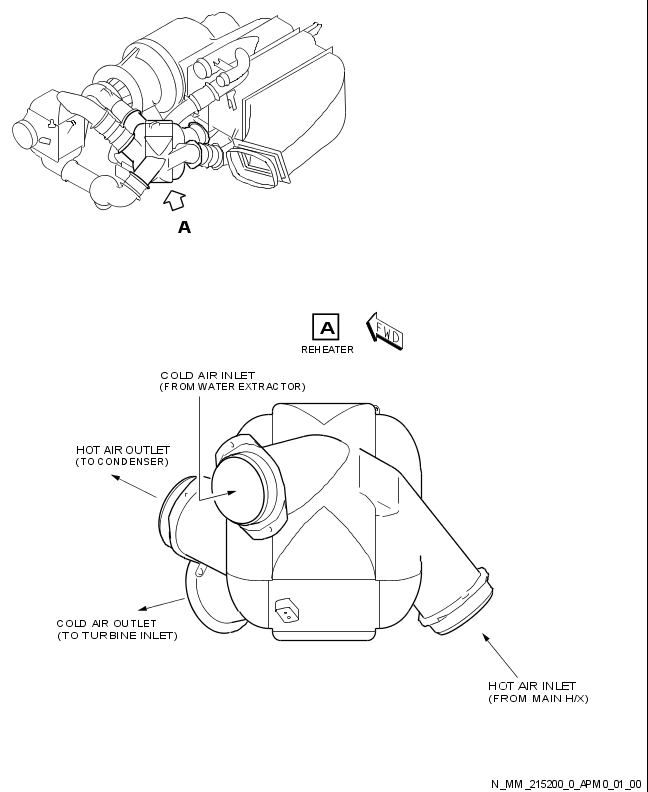 A
A
FWD
REHEATER
COLD AIR INLET
(FROM WATER EXTRACTOR)
HOT AIR OUTLET
(TO CONDENSER)
COLD AIR OUTLET
(TO TURBINE INLET)
HOT AIR INLET
(FROM MAIN H/X)
N_MM_215200_0_APM0_01_00